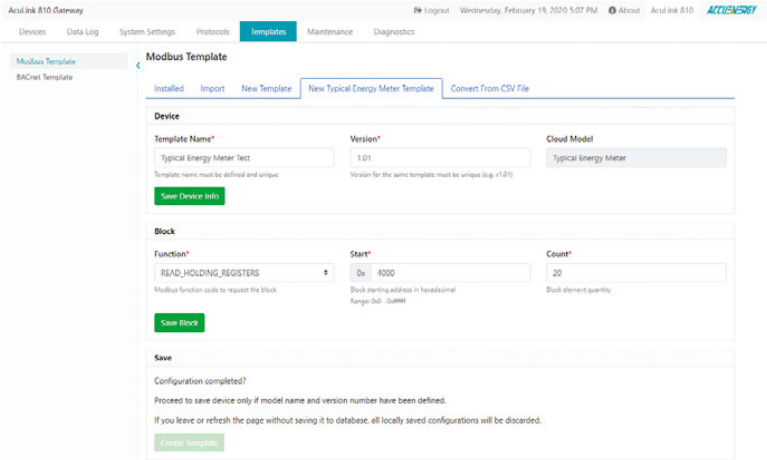 AcuLink 810 Gateway
Logout Wednesday, February 19, 2020 5:07 PM About AcuLink 810 ACCUENERGY
Devices Data Log System Settings Protocols Templates Maintenance Diagnostics
Modbus Template
BACnet Template
Modbus Template
Installed Import New Template New Typical Energy Meter Template Convert From CSV File
Device
Template Name* Version* Cloud Model
Typical Energy Meter Test 1.01 Typical Energy Meter
Template name must be defined and unique Version for the same template must be unique (e.g. v1.01)
Save Device Info
Block
Function* Start* Count*
READ_HOLDING_REGISTERS 0x 4000 20
Modbus function code to request the block Block starting address in hexadecimal Block element quantity
Range: 0x0 - 0xffff
Save Block
Save
Configuration completed?
Proceed to save device only if model name and version number have been defined.
If you leave or refresh the page without saving it to database, all locally saved configurations will be discarded.
Create Template